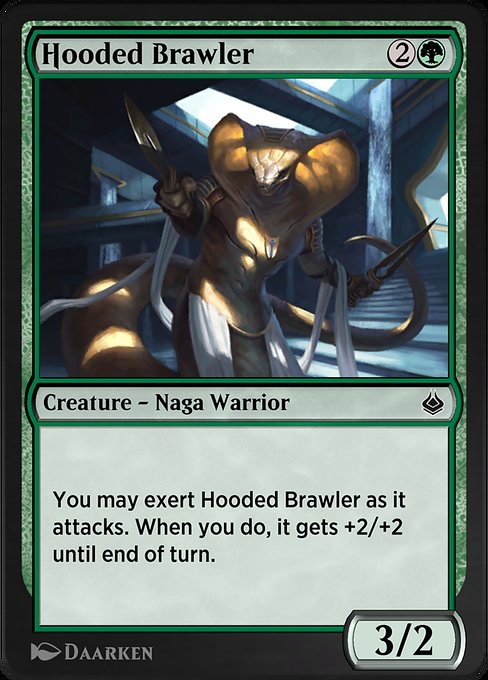 Hooded Brawler 2
Creature – Naga Warrior
You may exert Hooded Brawler as it
attacks. When you do, it gets +2/+2
until end of turn.
3/2
DAARKEN